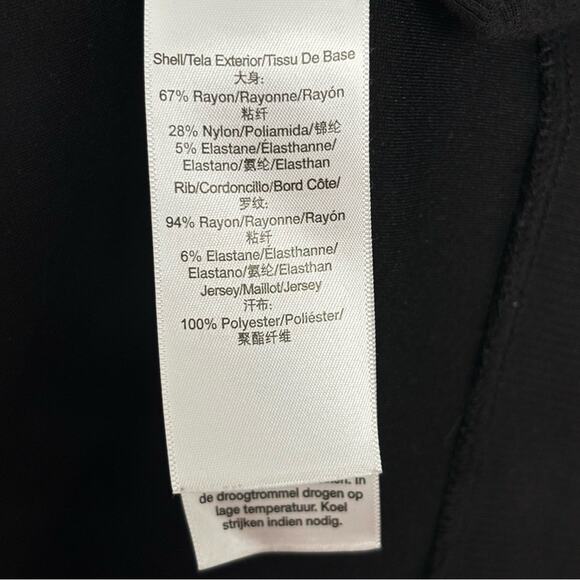 Shell/Tela Exterior/Tissu De Base
大身:
67% Rayon/Rayonne/Rayón
粘纤
28% Nylon/Poliamida/锦纶
5% Elastane/Élasthanne/
Elastano/氨纶/Elasthan
Rib/Cordoncillo/Bord Côte/
罗纹:
94% Rayon/Rayonne/Rayón
粘纤
6% Elastane/Élasthanne/
Elastano/氨纶/Elasthan
Jersey/Maillot/Jersey
汗布:
100% Polyester/Poliéster/
聚酯纤维
In
de droogtrommel drogen op
lage temperatuur. Koel
strijken indien nodig.